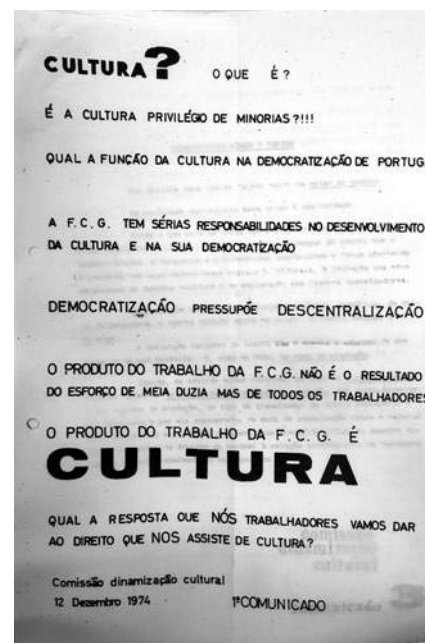 CULTURA? O QUE É?
É A CULTURA PRIVILÉGIO DE MINORIAS?!!!
QUAL A FUNÇÃO DA CULTURA NA DEMOCRATIZAÇÃO DE PORTUG
A F.C.G. TEM SÉRIAS RESPONSABILIDADES NO DESENVOLVIMENTO
DA CULTURA E NA SUA DEMOCRATIZAÇÃO
DEMOCRATIZAÇÃO PRESSUPÕE DESCENTRALIZAÇÃO
O PRODUTO DO TRABALHO DA F.C.G. NÃO É O RESULTADO
DO ESFORÇO DE MEIA DUZIA MAS DE TODOS OS TRABALHADORES
O PRODUTO DO TRABALHO DA F.C.G. É
CULTURA
QUAL A RESPOSTA QUE NÓS TRABALHADORES VAMOS DAR
AO DIREITO QUE NOS ASSISTE DE CULTURA?
Comissão dinamização cultural
12 Dezembro 1974 1º COMUNICADO